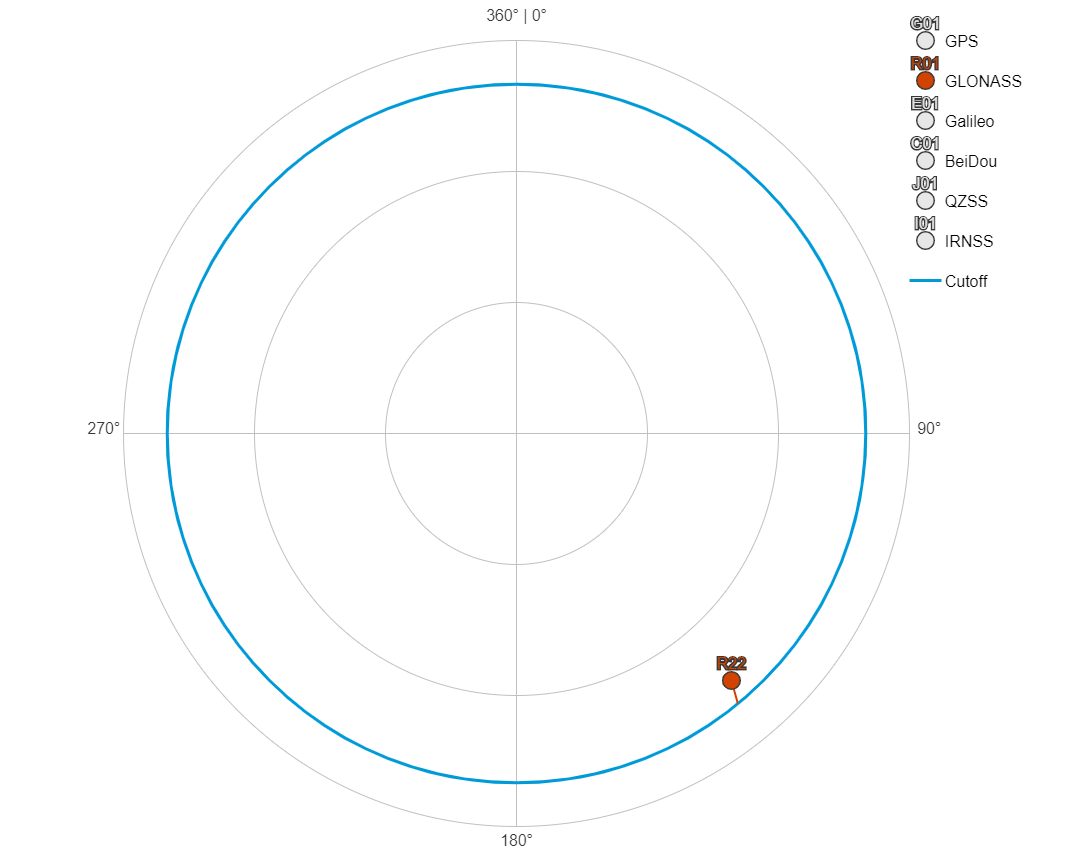 360° | 0°
G01
GPS
R01
GLONASS
E01
Galileo
C01
BeiDou
J01
QZSS
I01
IRNSS
Cutoff
270°
90°
R22
180°